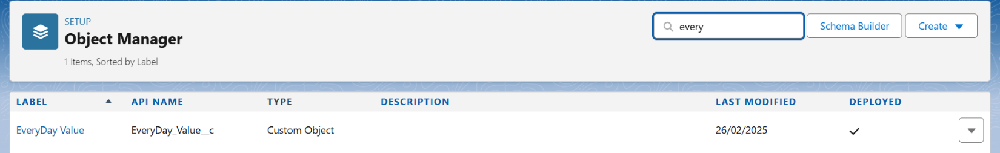 SETUP
Object Manager
1 Items, Sorted by Label
every
Schema Builder
Create
LABEL API NAME TYPE DESCRIPTION LAST MODIFIED DEPLOYED
EveryDay Value EveryDay_Value__c Custom Object 26/02/2025